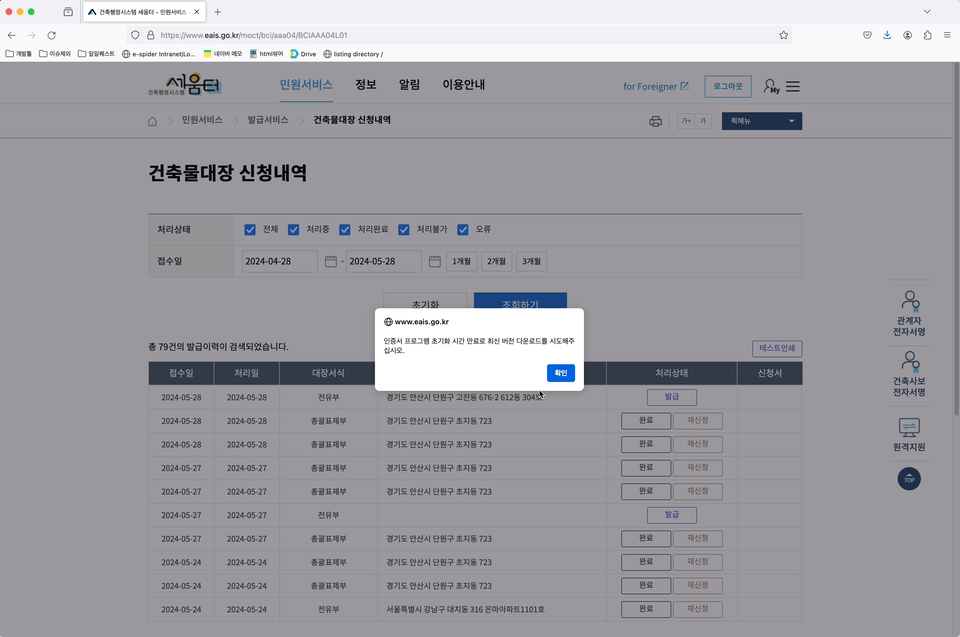 건축행정시스템 세움터 - 민원서비스 -
https://www.eais.go.kr/moct/bci/aaa04/BCIAAA04L01
개발툴 이슈제외 알일퀘스트 e-spider Intranet|Lo... 네이버 메모 html뷰어 Drive listing directory /
건축행정시스템 세움터
민원서비스 정보 알림 이용안내
for Foreigner 로그아웃 My
민원서비스 발급서비스 건축물대장 신청내역
가+ 가 퀵메뉴
건축물대장 신청내역
처리상태 전체 처리중 처리완료 처리불가 오류
접수일 2024-04-28 - 2024-05-28 1개월 2개월 3개월
초기화 조회하기
www.eais.go.kr
인증서 프로그램 초기화 시간 만료로 최신 버전 다운로드를 시도해주
십시오.
확인
총 79건의 발급이력이 검색되었습니다.
테스트인쇄
접수일 처리일 대장서식 처리상태 신청서
2024-05-28 2024-05-28 전유부 경기도 안산시 단원구 고잔동 676-2 612동 304호 발급
2024-05-28 2024-05-28 총괄표제부 경기도 안산시 단원구 초지동 723 완료 재신청
2024-05-28 2024-05-28 총괄표제부 경기도 안산시 단원구 초지동 723 완료 재신청
2024-05-27 2024-05-27 총괄표제부 경기도 안산시 단원구 초지동 723 완료 재신청
2024-05-27 2024-05-27 총괄표제부 경기도 안산시 단원구 초지동 723 완료 재신청
2024-05-27 2024-05-27 전유부 발급
2024-05-27 2024-05-27 총괄표제부 경기도 안산시 단원구 초지동 723 완료 재신청
2024-05-24 2024-05-24 총괄표제부 경기도 안산시 단원구 초지동 723 완료 재신청
2024-05-24 2024-05-24 총괄표제부 경기도 안산시 단원구 초지동 723 완료 재신청
2024-05-24 2024-05-24 전유부 서울특별시 강남구 대치동 316 은마아파트1101호 완료 재신청
관계자
전자서명
건축사보
전자서명
원격지원
TOP